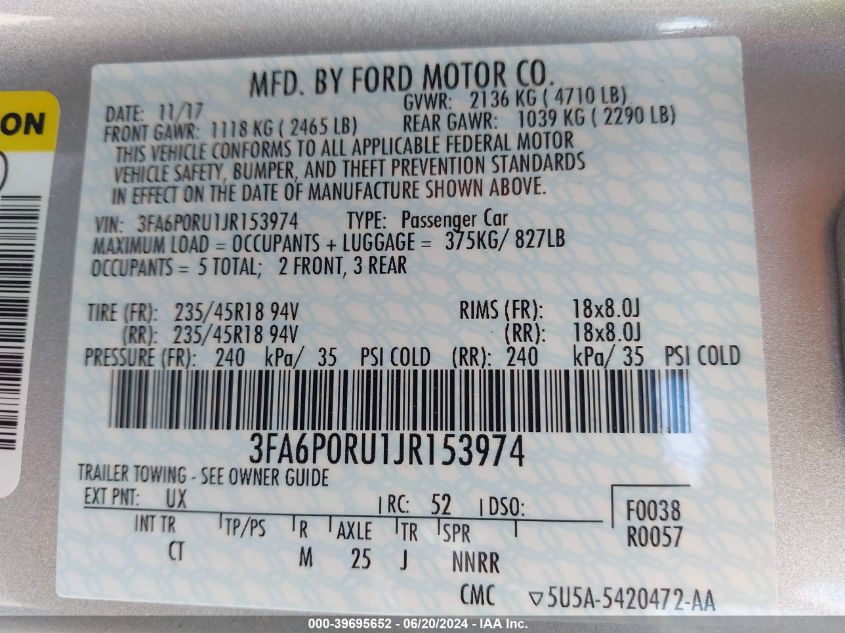 ON
MFD. BY FORD MOTOR CO.
DATE: 11/17 GVWR: 2136 KG ( 4710 LB)
FRONT GAWR: 1118 KG ( 2465 LB) REAR GAWR: 1039 KG ( 2290 LB)
THIS VEHICLE CONFORMS TO ALL APPLICABLE FEDERAL MOTOR
VEHICLE SAFETY, BUMPER, AND THEFT PREVENTION STANDARDS
IN EFFECT ON THE DATE OF MANUFACTURE SHOWN ABOVE.
VIN: 3FA6P0RU1JR153974 TYPE: Passenger Car
MAXIMUM LOAD = OCCUPANTS + LUGGAGE = 375KG/ 827LB
OCCUPANTS = 5 TOTAL; 2 FRONT, 3 REAR
TIRE (FR): 235/45R18 94V RIMS (FR): 18x8.0J
(RR): 235/45R18 94V (RR): 18x8.0J
PRESSURE (FR): 240 kPa/ 35 PSI COLD (RR): 240 kPa/ 35 PSI COLD
3FA6P0RU1JR153974
TRAILER TOWING - SEE OWNER GUIDE
EXT PNT: UX RC: 52 DSO: F0038
INT TR TP/PS R AXLE TR SPR R0057
CT M 25 J NNRR
CMC ▽5U5A-5420472-AA
000-39695652 - 06/20/2024 - IAA Inc.